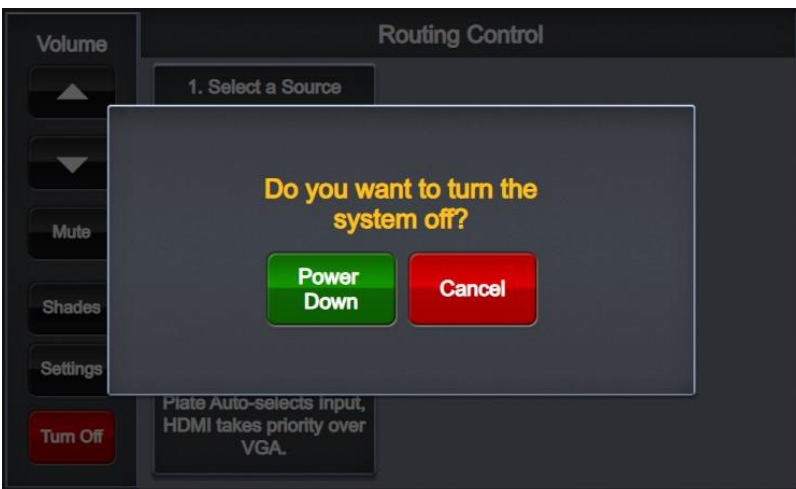 Volume
Routing Control
1. Select a Source
Do you want to turn the
system off?
Power
Down
Cancel
Mute
Shades
Settings
Turn Off
Plate Auto-selects Input,
HDMI takes priority over
VGA.